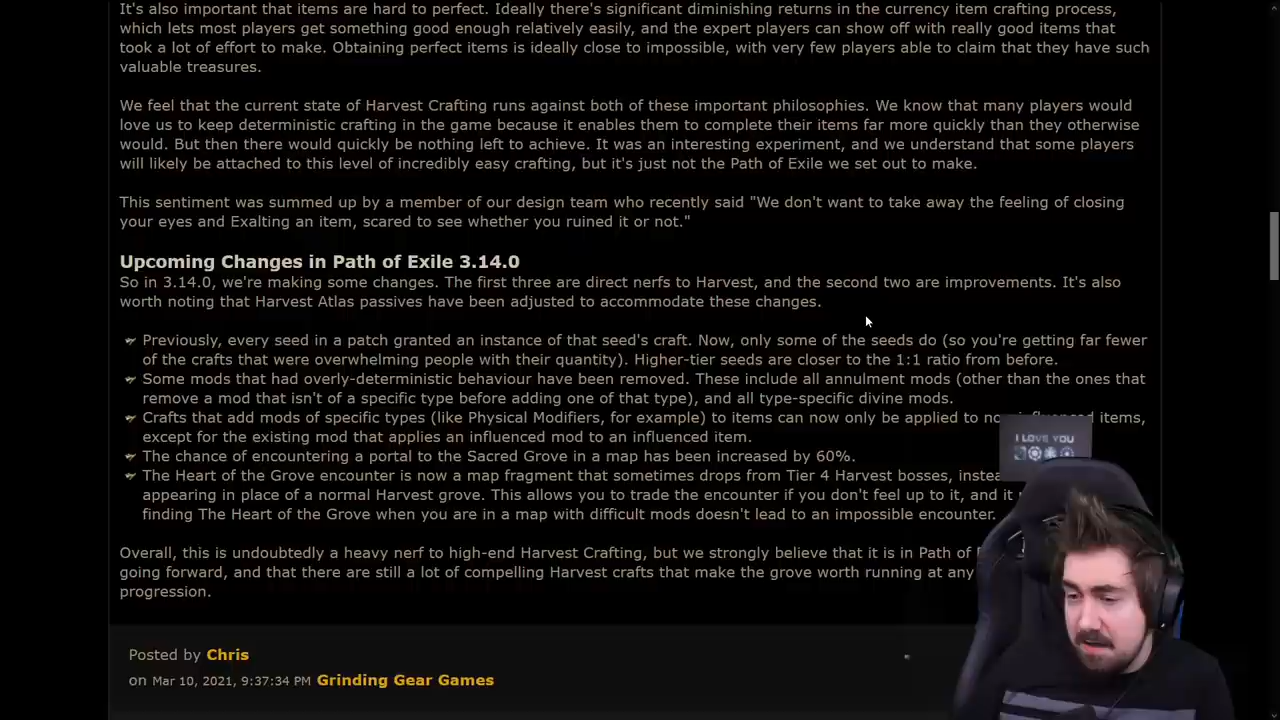 It's also important that items are hard to perfect. Ideally there's significant diminishing returns in the currency item crafting process,
which lets most players get something good enough relatively easily, and the expert players can show off with really good items that
took a lot of effort to make. Obtaining perfect items is ideally close to impossible, with very few players able to claim that they have such
valuable treasures.
We feel that the current state of Harvest Crafting runs against both of these important philosophies. We know that many players would
love us to keep deterministic crafting in the game because it enables them to complete their items far more quickly than they otherwise
would. But then there would quickly be nothing left to achieve. It was an interesting experiment, and we understand that some players
will likely be attached to this level of incredibly easy crafting, but it's just not the Path of Exile we set out to make.
This sentiment was summed up by a member of our design team who recently said "We don't want to take away the feeling of closing
your eyes and Exalting an item, scared to see whether you ruined it or not."
Upcoming Changes in Path of Exile 3.14.0
So in 3.14.0, we're making some changes. The first three are direct nerfs to Harvest, and the second two are improvements. It's also
worth noting that Harvest Atlas passives have been adjusted to accommodate these changes.
Previously, every seed in a patch granted an instance of that seed's craft. Now, only some of the seeds do (so you're getting far fewer
of the crafts that were overwhelming people with their quantity). Higher-tier seeds are closer to the 1:1 ratio from before.
Some mods that had overly-deterministic behaviour have been removed. These include all annulment mods (other than the ones that
remove a mod that isn't of a specific type before adding one of that type), and all type-specific divine mods.
Crafts that add mods of specific types (like Physical Modifiers, for example) to items can now only be applied to items,
except for the existing mod that applies an influenced mod to an influenced item.
The chance of encountering a portal to the Sacred Grove in a map has been increased by 60%.
The Heart of the Grove encounter is now a map fragment that sometimes drops from Tier 4 Harvest bosses,
appearing in place of a normal Harvest grove. This allows you to trade the encounter if you don't feel up to it, and it
finding The Heart of the Grove when you are in a map with difficult mods doesn't lead to an impossible encounter.
Overall, this is undoubtedly a heavy nerf to high-end Harvest Crafting, but we strongly believe that it is in Path of
going forward, and that there are still a lot of compelling Harvest crafts that make the grove worth running at any
progression.
I LOVE YOU
Posted by Chris
on Mar 10, 2021, 9:37:34 PM Grinding Gear Games